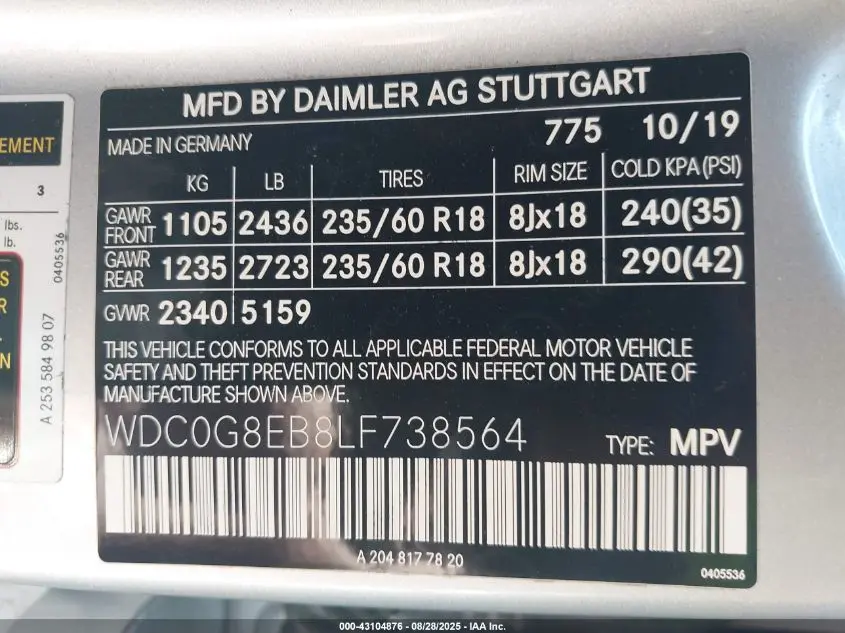 EMENT
3
lbs.
lb.
0405536
S
R
N
A 253 584 98 07
MFD BY DAIMLER AG STUTTGART
MADE IN GERMANY 775 10/19
KG LB TIRES RIM SIZE COLD KPA (PSI)
GAWR FRONT 1105 2436 235/60 R18 8Jx18 240(35)
GAWR REAR 1235 2723 235/60 R18 8Jx18 290(42)
GVWR 2340 5159
THIS VEHICLE CONFORMS TO ALL APPLICABLE FEDERAL MOTOR VEHICLE
SAFETY AND THEFT PREVENTION STANDARDS IN EFFECT ON THE DATE OF
MANUFACTURE SHOWN ABOVE.
WDC0G8EB8LF738564 TYPE: MPV
A 204 817 78 20
0405536
000-43104876 - 08/28/2025 - IAA Inc.